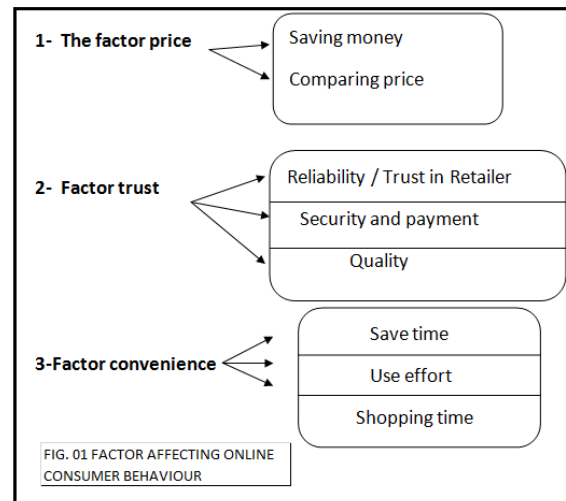 1- The factor price
Saving money
Comparing price
2- Factor trust
Reliability / Trust in Retailer
Security and payment
Quality
3-Factor convenience
Save time
Use effort
Shopping time
FIG. 01 FACTOR AFFECTING ONLINE
CONSUMER BEHAVIOUR